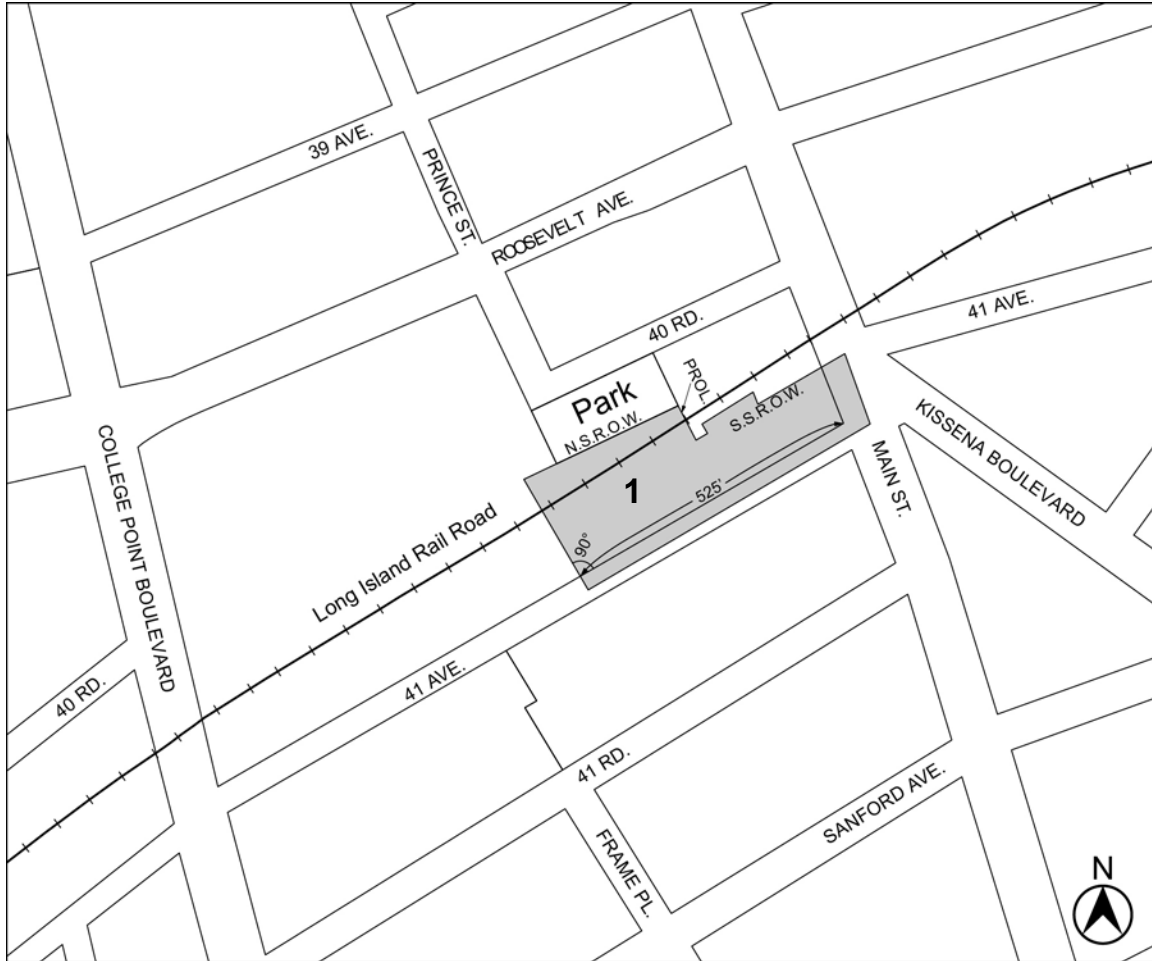 39 AVE.
PRINCE ST.
ROOSEVELT AVE.
40 RD.
41 AVE.
PROL.
Park
N.S.R.O.W.
S.S.R.O.W.
KISSENA BOULEVARD
COLLEGE POINT BOULEVARD
MAIN ST.
1
525'
90°
Long Island Rail Road
40 RD.
41 AVE.
41 RD.
SANFORD AVE.
FRAME PL.
N